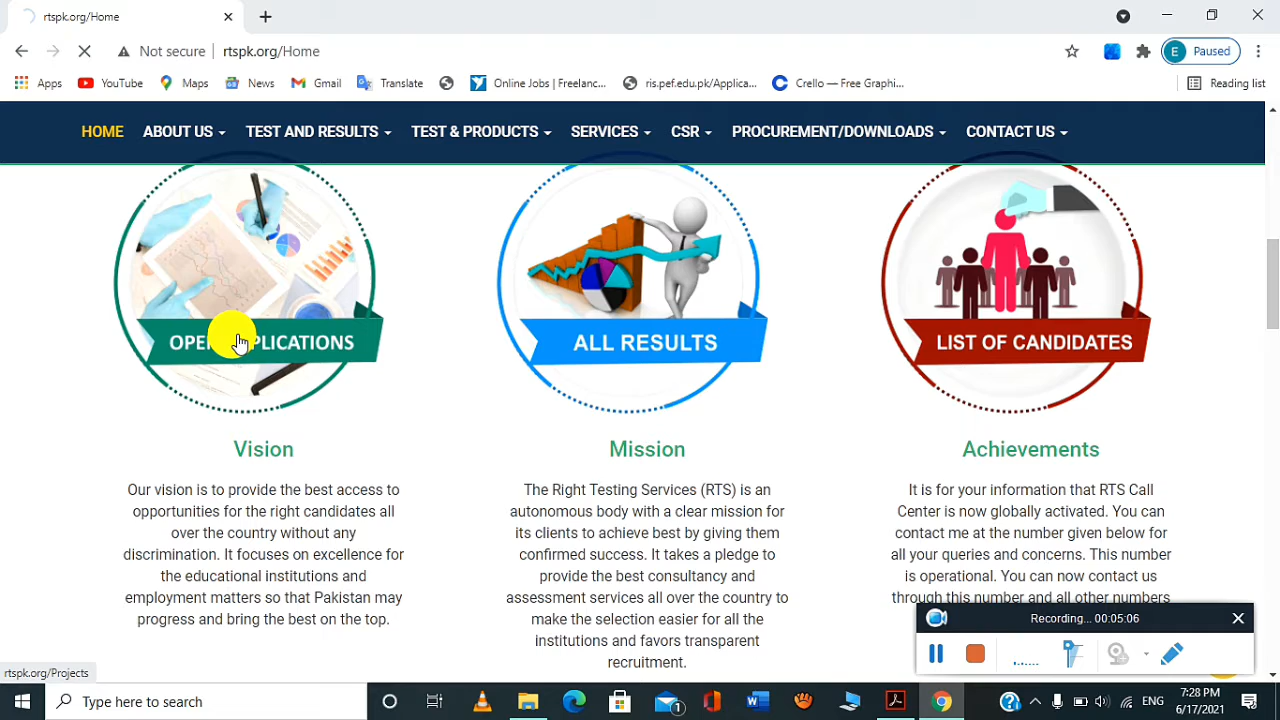 rtspk.org/Home
Not secure
rtspk.org/Home
E
Paused
Apps
YouTube
Maps
News
Gmail
Translate
Online Jobs | Freelanc...
ris.pef.edu.pk/Applica...
Crello — Free Graphi...
Reading list
HOME
ABOUT US
TEST AND RESULTS
TEST & PRODUCTS
SERVICES
CSR
PROCUREMENT/DOWNLOADS
CONTACT US
ALL RESULTS
LIST OF CANDIDATES
Vision
Our vision is to provide the best access to
opportunities for the right candidates all
over the country without any
discrimination. It focuses on excellence for
the educational institutions and
employment matters so that Pakistan may
progress and bring the best on the top.
Mission
The Right Testing Services (RTS) is an
autonomous body with a clear mission for
its clients to achieve best by giving them
confirmed success. It takes a pledge to
provide the best consultancy and
assessment services all over the country to
make the selection easier for all the
institutions and favors transparent
recruitment.
Achievements
It is for your information that RTS Call
Center is now globally activated. You can
contact me at the number given below for
all your queries and concerns. This number
is operational. You can now contact us
through this number and all other numbers
Recording... 00:05:06
rtspk.org/Projects
Type here to search
1
ENG
7:28 PM
6/17/2021